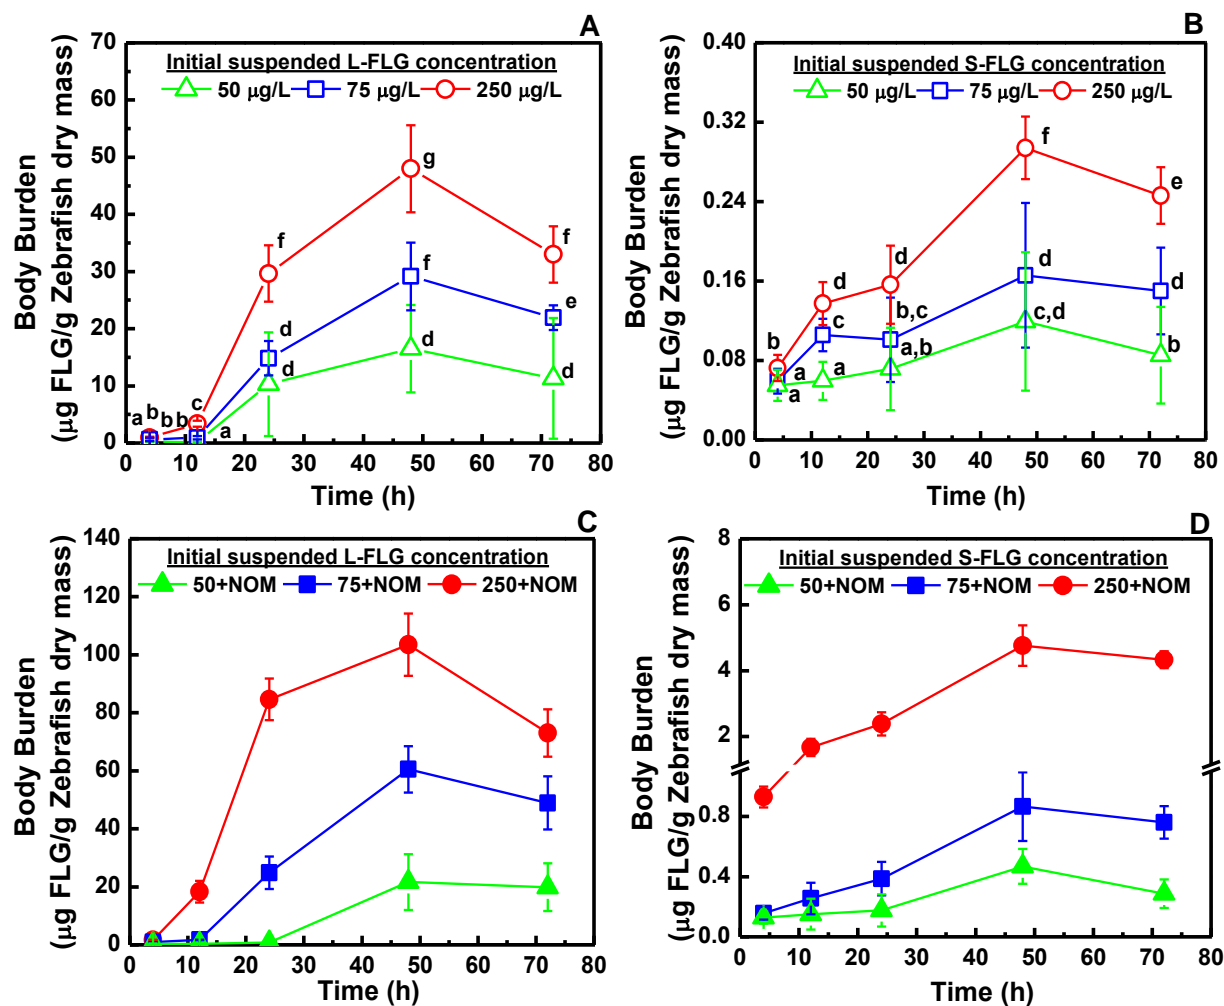 A
Initial suspended L-FLG concentration
50 µg/L 75 µg/L 250 µg/L
Body Burden
(µg FLG/g Zebrafish dry mass)
70
60
50
40
30
20
10
0
a b b b c a
d d f
d f g
d e f
0 10 20 30 40 50 60 70 80
Time (h)
B
Initial suspended S-FLG concentration
50 µg/L 75 µg/L 250 µg/L
Body Burden
(µg FLG/g Zebrafish dry mass)
0.40
0.32
0.24
0.16
0.08
0.00
b a a
d c a
d b,c a,b
f d c,d
e d b
0 10 20 30 40 50 60 70 80
Time (h)
C
Initial suspended L-FLG concentration
50+NOM 75+NOM 250+NOM
Body Burden
(µg FLG/g Zebrafish dry mass)
140
120
100
80
60
40
20
0
0 10 20 30 40 50 60 70 80
Time (h)
D
Initial suspended S-FLG concentration
50+NOM 75+NOM 250+NOM
Body Burden
(µg FLG/g Zebrafish dry mass)
8
6
4
2
0.8
0.4
0.0
0 10 20 30 40 50 60 70 80
Time (h)